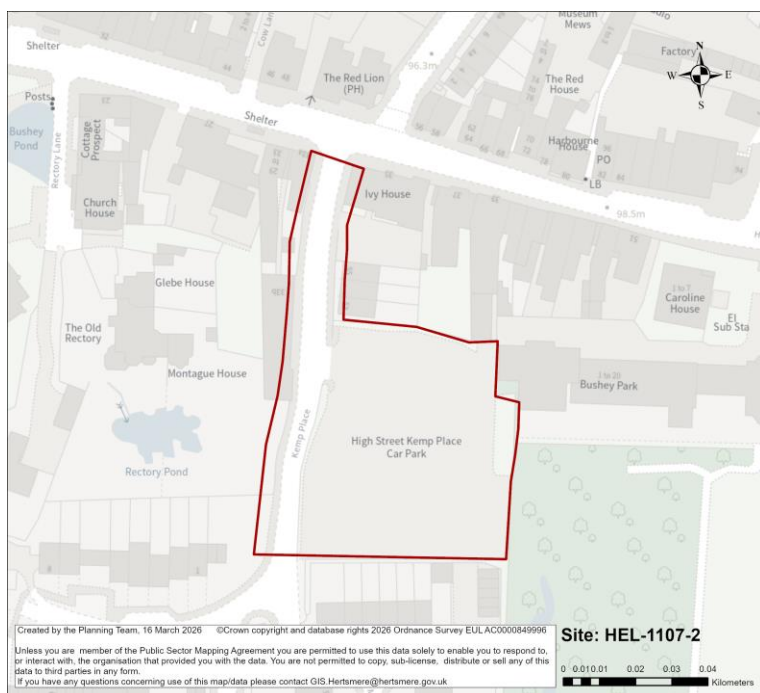 Museum
Mews
Shelter
Cow Lane
The Red Lion
(PH)
96.3m
Factory
N
W E
S
The Red
House
Posts
Shelter
Bushey
Pond
Rectory Lane
Cottage
Prospect
Harbourne
House
PO
LB
Church
House
Ivy House
98.5m
Glebe House
1 to 7
Caroline
House
El
Sub Sta
The Old
Rectory
Montague House
1 to 20
Bushey Park
Kemp Place
High Street Kemp Place
Car Park
Rectory Pond
Created by the Planning Team, 16 March 2026 ©Crown copyright and database rights 2026 Ordnance Survey EUL AC0000849996
Unless you are member of the Public Sector Mapping Agreement you are permitted to use this data solely to enable you to respond to,
or interact with, the organisation that provided you with the data. You are not permitted to copy, sub-license, distribute or sell any of this
data to third parties in any form.
If you have any questions concerning use of this map/data please contact GIS.Hertsmere@hertsmere.gov.uk
Site: HEL-1107-2
0 0.01 0.01 0.02 0.03 0.04
Kilometers